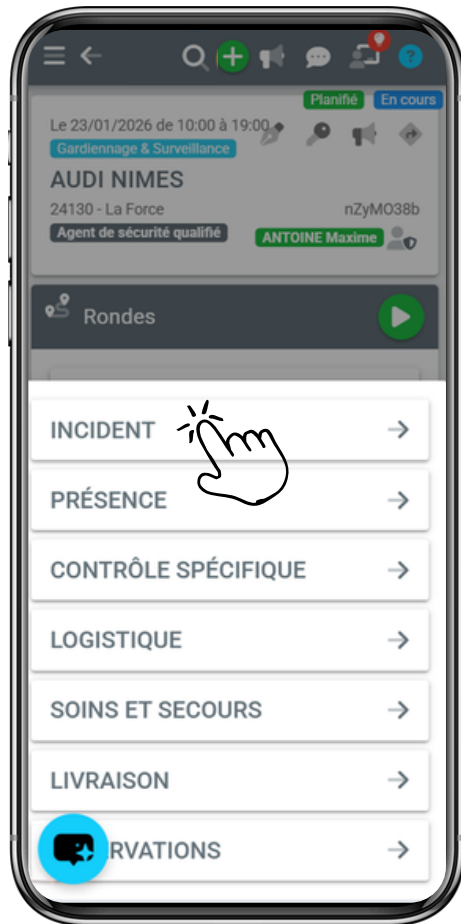 Planifié En cours
Le 23/01/2026 de 10:00 à 19:00
Gardiennage & Surveillance
AUDI NIMES
24130 - La Force nZyMO38b
Agent de sécurité qualifié ANTOINE Maxime
Rondes
INCIDENT
PRÉSENCE
CONTRÔLE SPÉCIFIQUE
LOGISTIQUE
SOINS ET SECOURS
LIVRAISON
RVATIONS